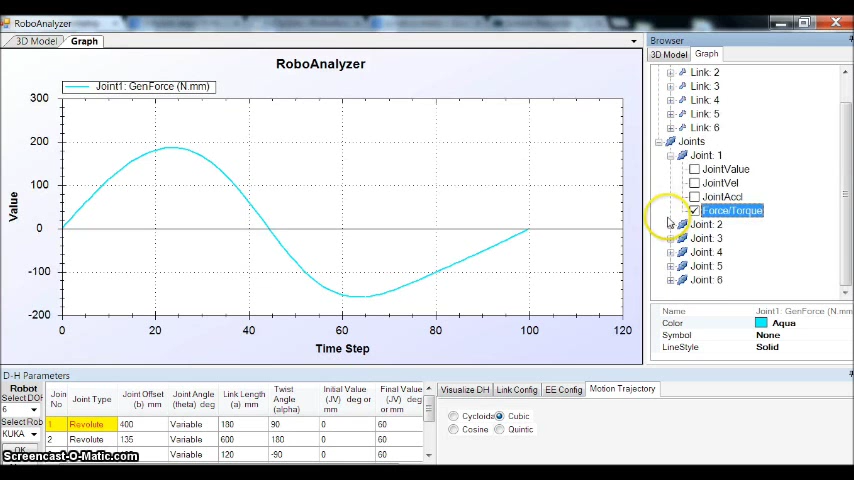 RoboAnalyzer
3D Model
Graph
RoboAnalyzer
Joint1: GenForce (N.mm)
300
200
100
0
-100
-200
0
20
40
60
80
100
120
Value
Time Step
Browser
3D Model
Graph
Link: 2
Link: 3
Link: 4
Link: 5
Link: 6
Joints
Joint: 1
JointValue
JointVel
JointAccl
Force/Torque
Joint: 2
Joint: 3
Joint: 4
Joint: 5
Joint: 6
Name Joint1: GenForce (N.mm
Color Aqua
Symbol None
LineStyle Solid
D-H Parameters
Robot
Select DOF
6
Select Rob
KUKA
OK
Join No
Joint Type
Joint Offset (b) mm
Joint Angle (theta) deg
Link Length (a) mm
Twist Angle (alpha)
Initial Value (JV) deg or mm
Final Value (JV) deg or mm
1 Revolute 400 Variable 180 90 0 60
2 Revolute 135 Variable 600 180 0 60
Variable 120 -90 0 60
Visualize DH
Link Config
EE Config
Motion Trajectory
Cycloidal
Cubic
Cosine
Quintic
Screencast-O-Matic.com